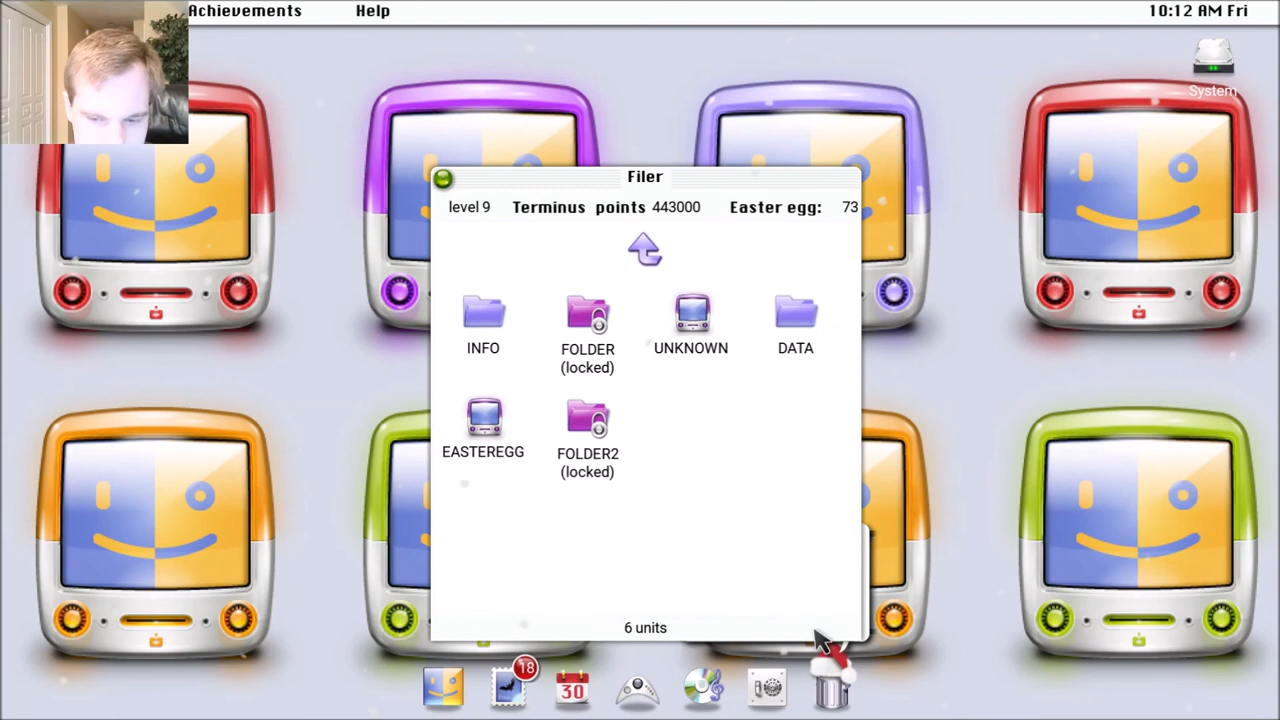 Achievements Help 10:12 AM Fri
System
Filer
level 9 Terminus points 443000 Easter egg: 73
INFO FOLDER UNKNOWN DATA
(locked)
EASTEREGG FOLDER2
(locked)
6 units
18
30